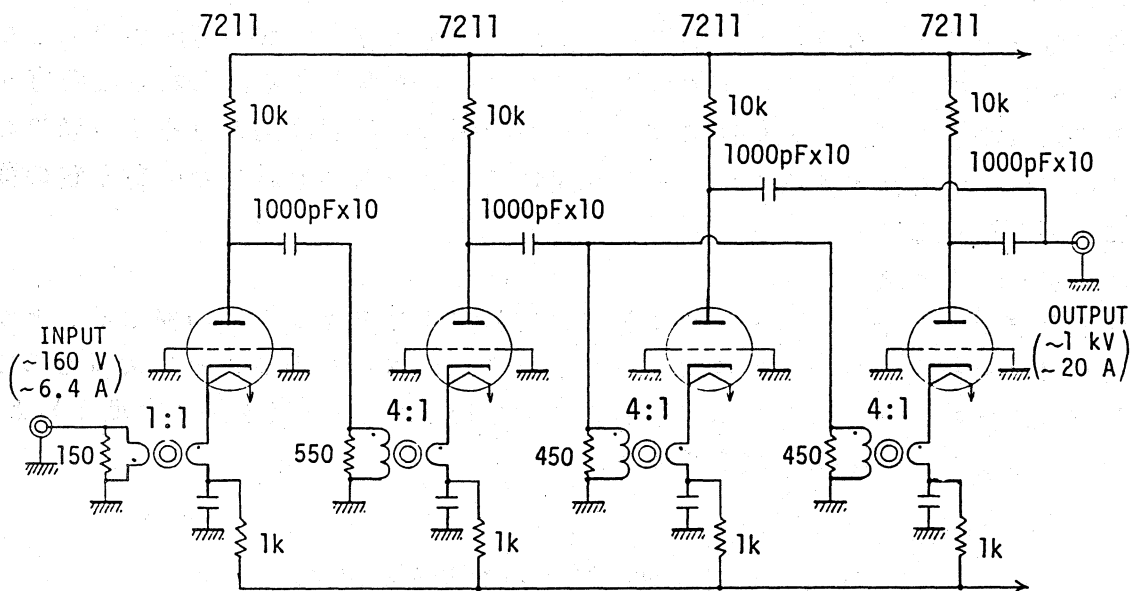 7211 7211 7211 7211
10k 10k 10k 10k
1000pFx10 1000pFx10
1000pFx10 1000pFx10
INPUT
(~160 V
~6.4 A)
OUTPUT
(~1 kV
~20 A)
1:1 4:1 4:1 4:1
150 550 450 450
1k 1k 1k 1k